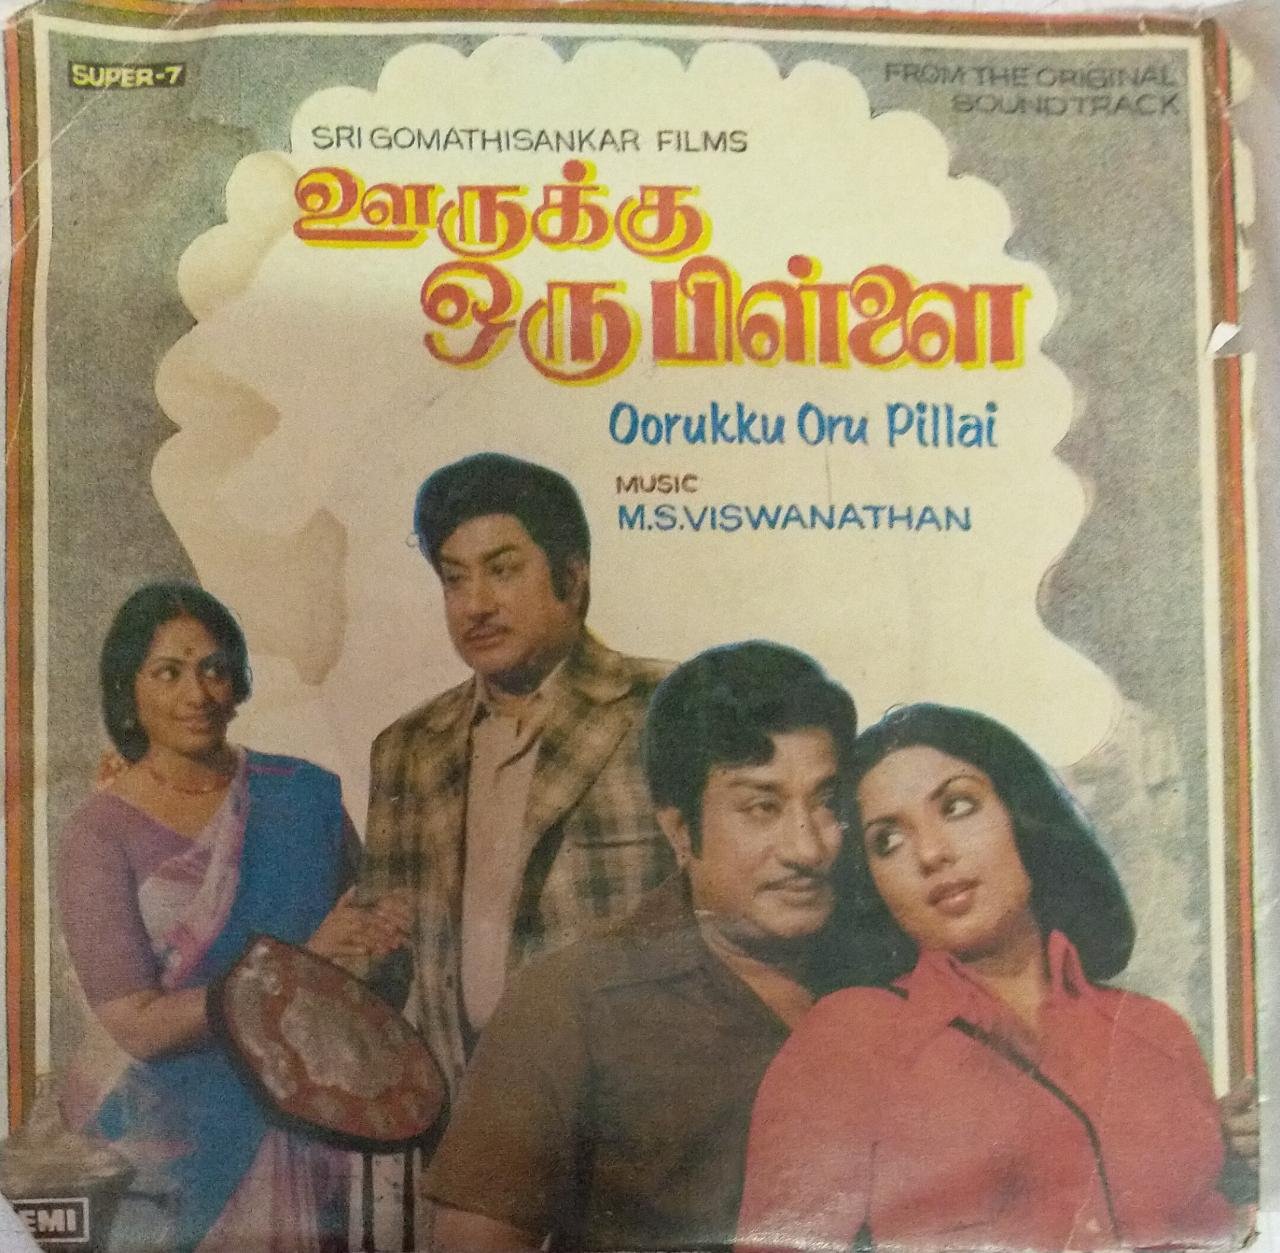 SUPER-7
FROM THE ORIGINAL
SOUNDTRACK
SRI GOMATHISANKAR FILMS
ஊருக்கு
ஒரு பிள்ளை
Oorukku Oru Pillai
MUSIC
M.S.VISWANATHAN
EMI